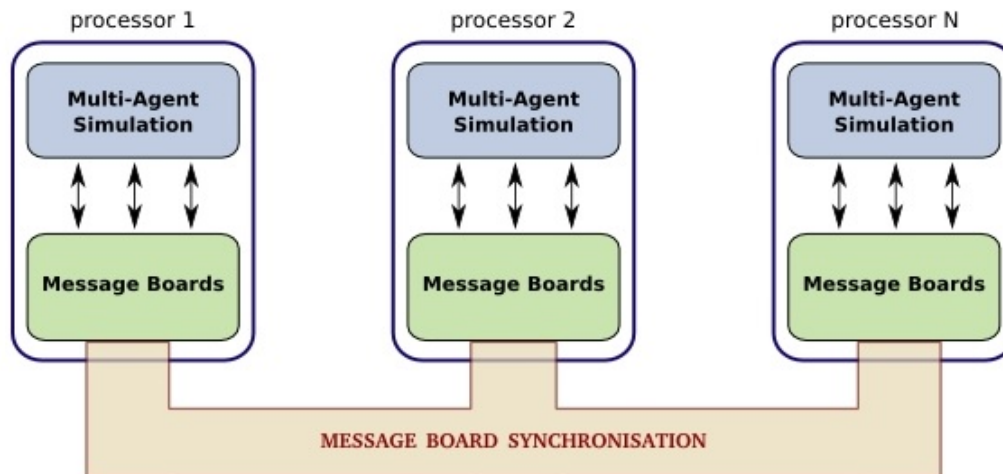 processor 1
processor 2
processor N
Multi-Agent
Simulation
Multi-Agent
Simulation
Multi-Agent
Simulation
Message Boards
Message Boards
Message Boards
MESSAGE BOARD SYNCHRONISATION